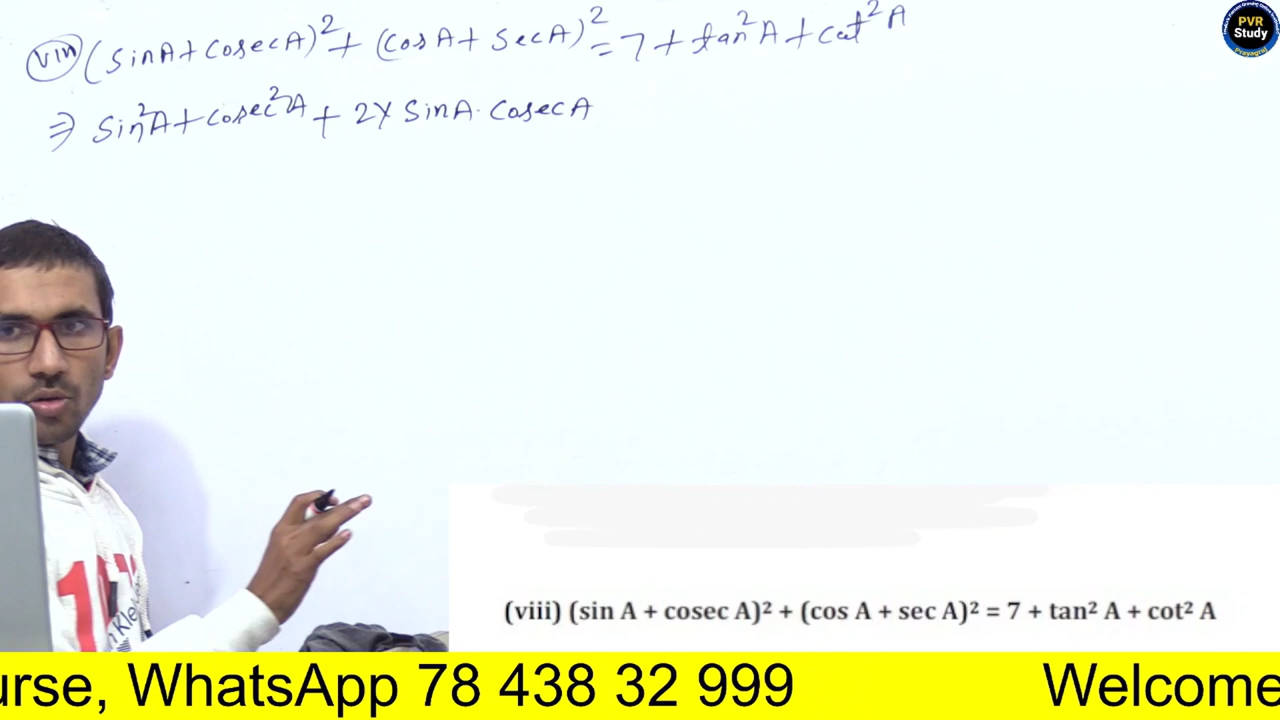 (viii) (sinA+cosecA)²+ (cosA+secA)²=7+tan²A+cot²A
⇒ sin²A+cosec²A+2×sinA·cosecA
PVR
Study
Prayagraj
(viii) (sin A + cosec A)² + (cos A + sec A)² = 7 + tan² A + cot² A
urse, WhatsApp 78 438 32 999 Welcome